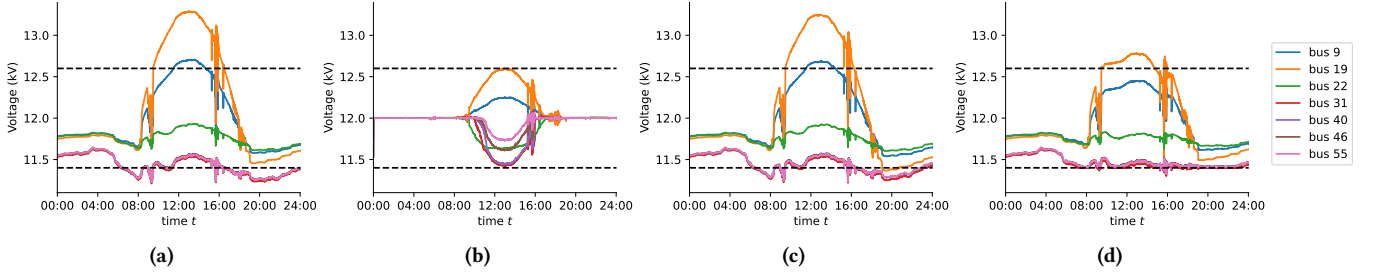 Voltage (kV)
13.0
12.5
12.0
11.5
00:00 04:00 08:00 12:00 16:00 20:00 24:00
time t
(a)
Voltage (kV)
13.0
12.5
12.0
11.5
00:00 04:00 08:00 12:00 16:00 20:00 24:00
time t
(b)
Voltage (kV)
13.0
12.5
12.0
11.5
00:00 04:00 08:00 12:00 16:00 20:00 24:00
time t
(c)
Voltage (kV)
13.0
12.5
12.0
11.5
00:00 04:00 08:00 12:00 16:00 20:00 24:00
time t
(d)
bus 9
bus 19
bus 22
bus 31
bus 40
bus 46
bus 55